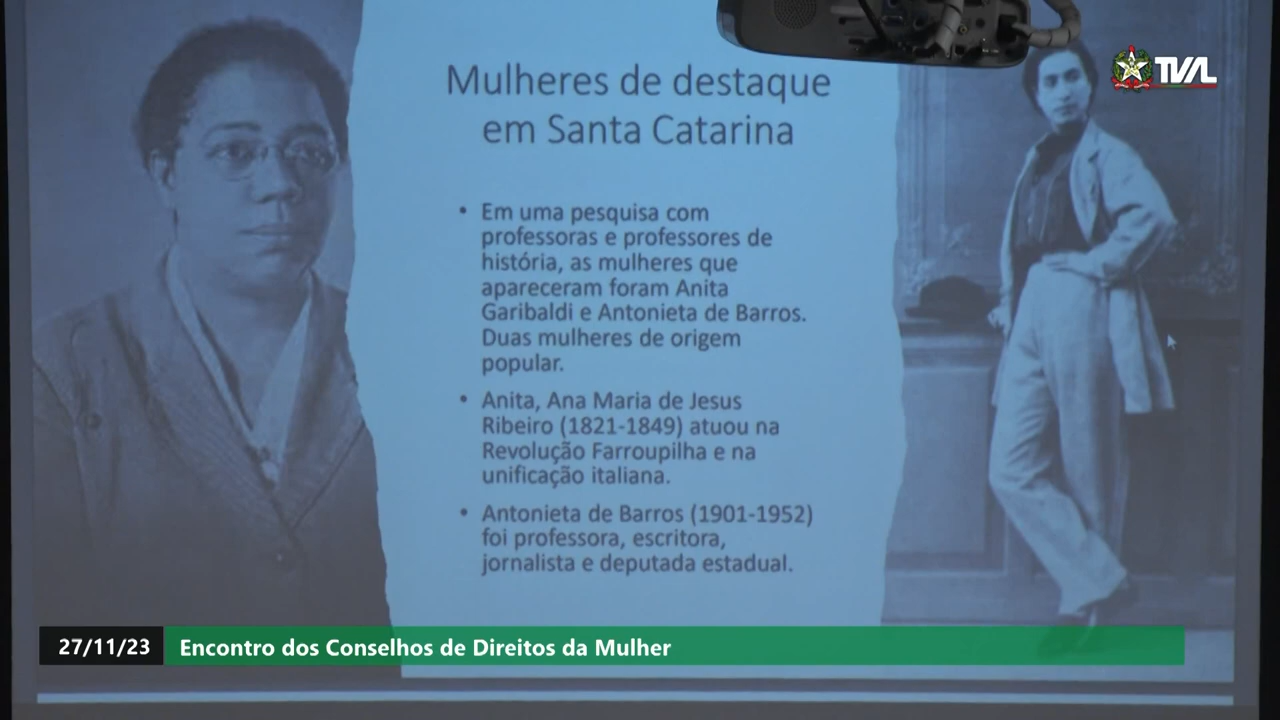 TVAL
Mulheres de destaque
em Santa Catarina
• Em uma pesquisa com
professoras e professores de
história, as mulheres que
apareceram foram Anita
Garibaldi e Antonieta de Barros.
Duas mulheres de origem
popular.
• Anita, Ana Maria de Jesus
Ribeiro (1821-1849) atuou na
Revolução Farroupilha e na
unificação italiana.
• Antonieta de Barros (1901-1952)
foi professora, escritora,
jornalista e deputada estadual.
27/11/23 Encontro dos Conselhos de Direitos da Mulher